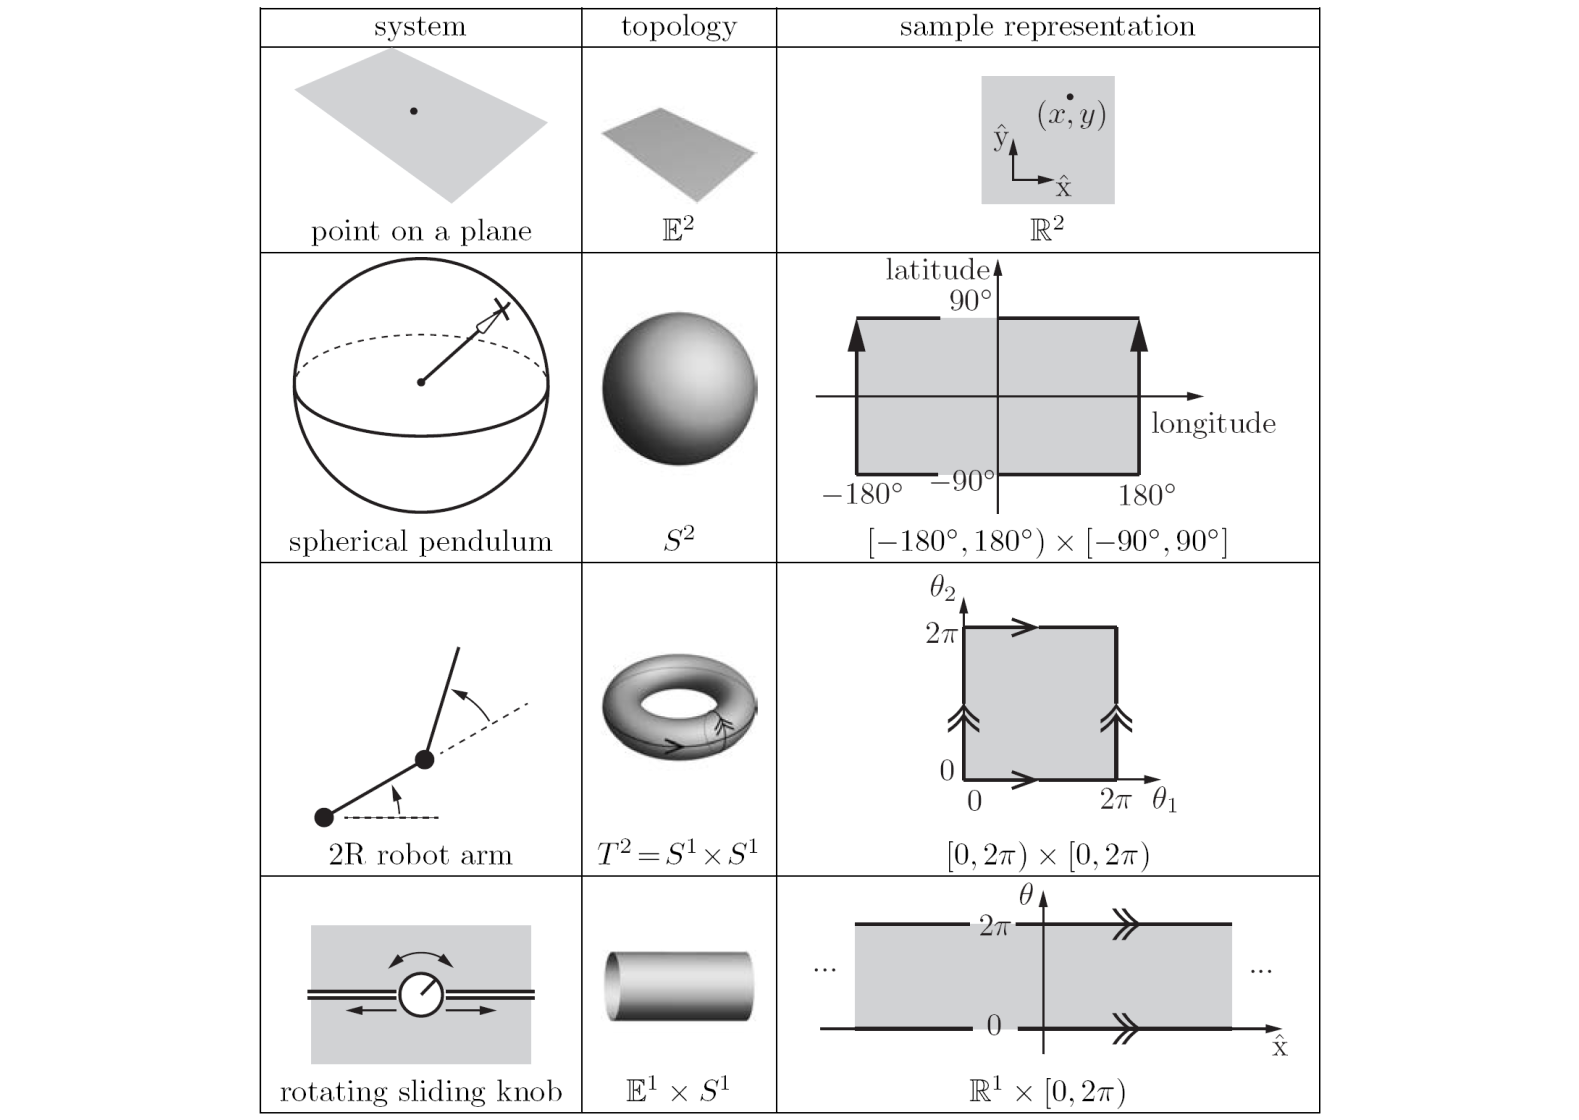 system topology sample representation
(x, y)
ŷ
x̂
point on a plane 𝔼² ℝ²
latitude
90°
longitude
−90°
−180° 180°
spherical pendulum S² [−180°, 180°) × [−90°, 90°]
θ₂
2π
0
0 2π θ₁
2R robot arm T² = S¹ × S¹ [0, 2π) × [0, 2π)
θ
2π
... ...
0
x̂
rotating sliding knob 𝔼¹ × S¹ ℝ¹ × [0, 2π)